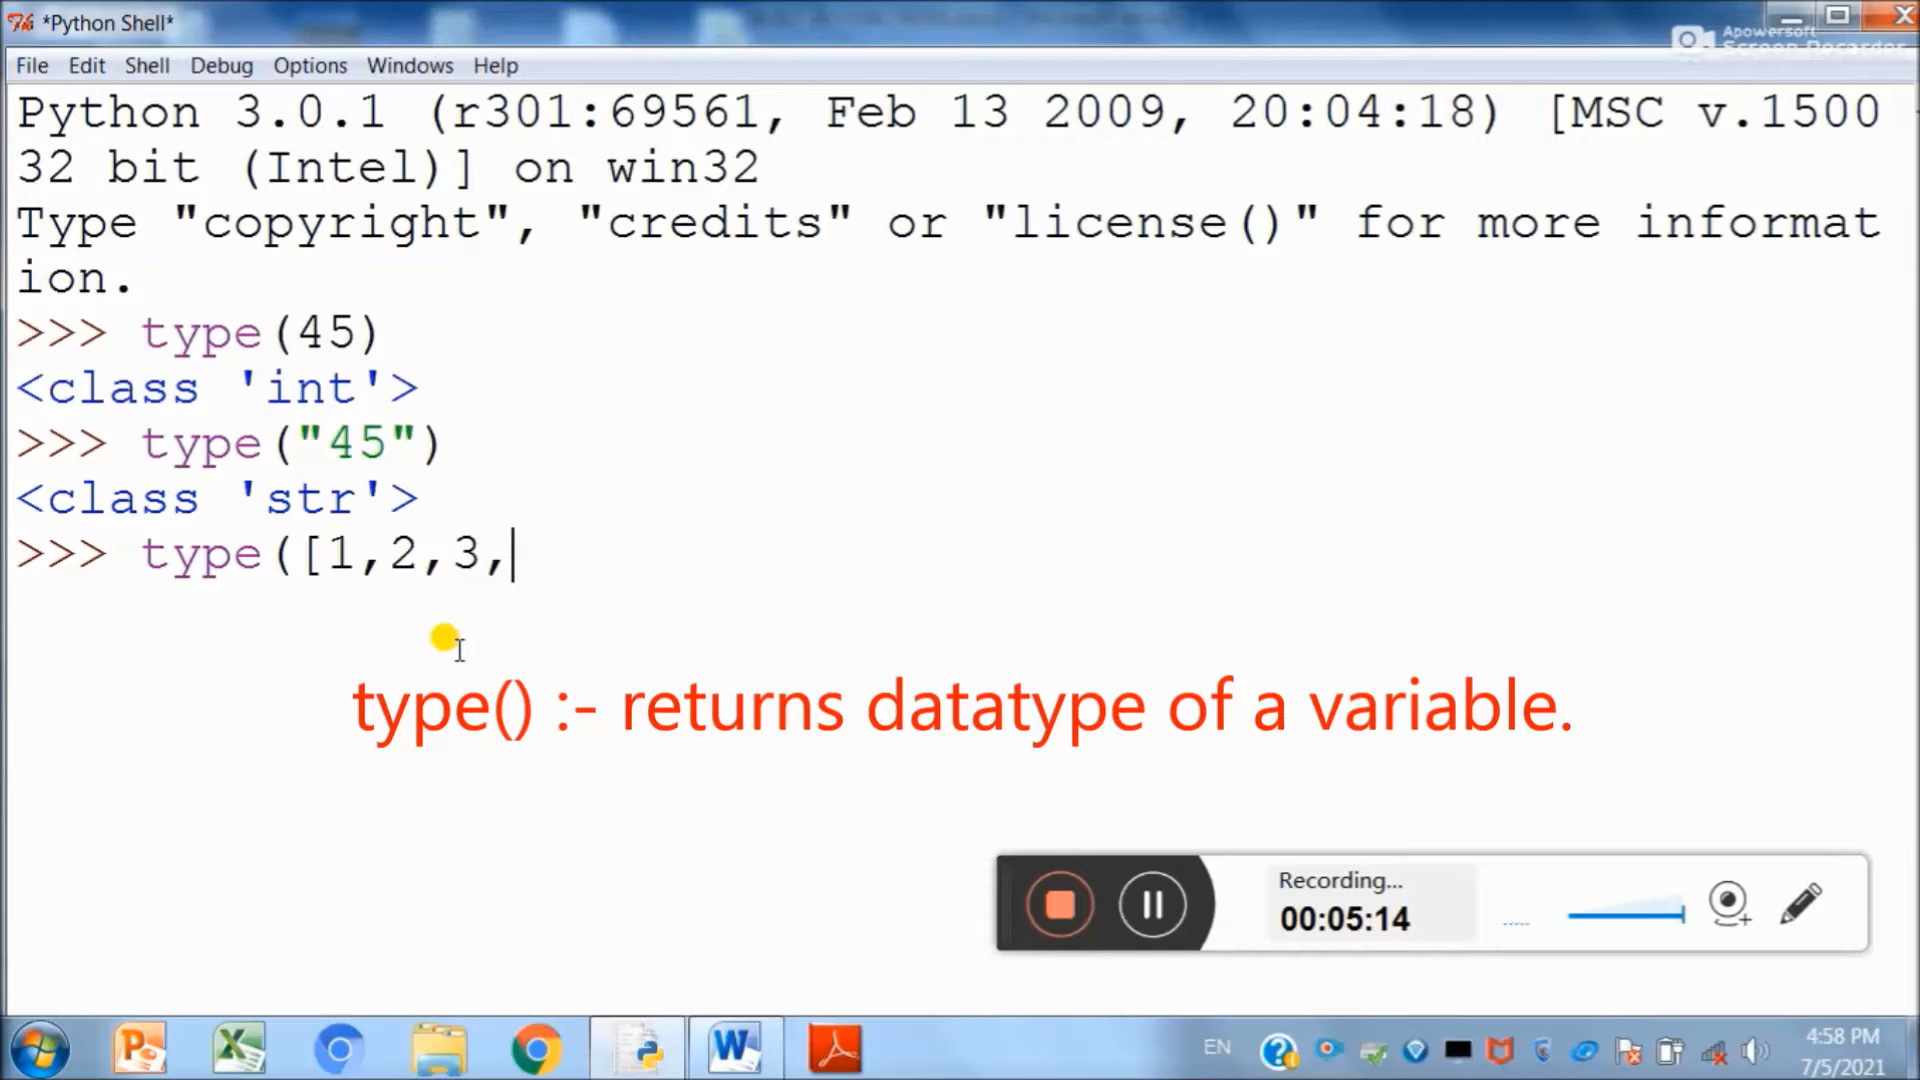 *Python Shell*
Apowersoft
Screen Recorder
File Edit Shell Debug Options Windows Help
Python 3.0.1 (r301:69561, Feb 13 2009, 20:04:18) [MSC v.1500
32 bit (Intel)] on win32
Type "copyright", "credits" or "license()" for more informat
ion.
>>> type(45)
<class 'int'>
>>> type("45")
<class 'str'>
>>> type([1,2,3,
type() :- returns datatype of a variable.
Recording...
00:05:14
EN
4:58 PM
7/5/2021